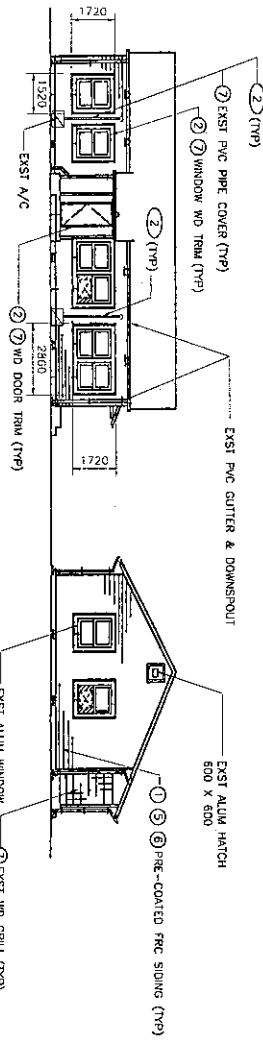 ② (TYP)
⑦ EXST PVC PIPE COVER (TYP)
② ⑦ WINDOW WD TRIM (TYP)
② (TYP)
EXST PVC GUTTER & DOWNSPOUT
EXST ALUM HATCH
600 X 600
1720
1520
1720
2860
EXST A/C
② ⑦ WD DOOR TRIM (TYP)
① ⑤ ⑥ PRE-COATED FRC SIDING (TYP)
EXST ALUM WINDOW
⑦ EXST WD GRILL (TYP)